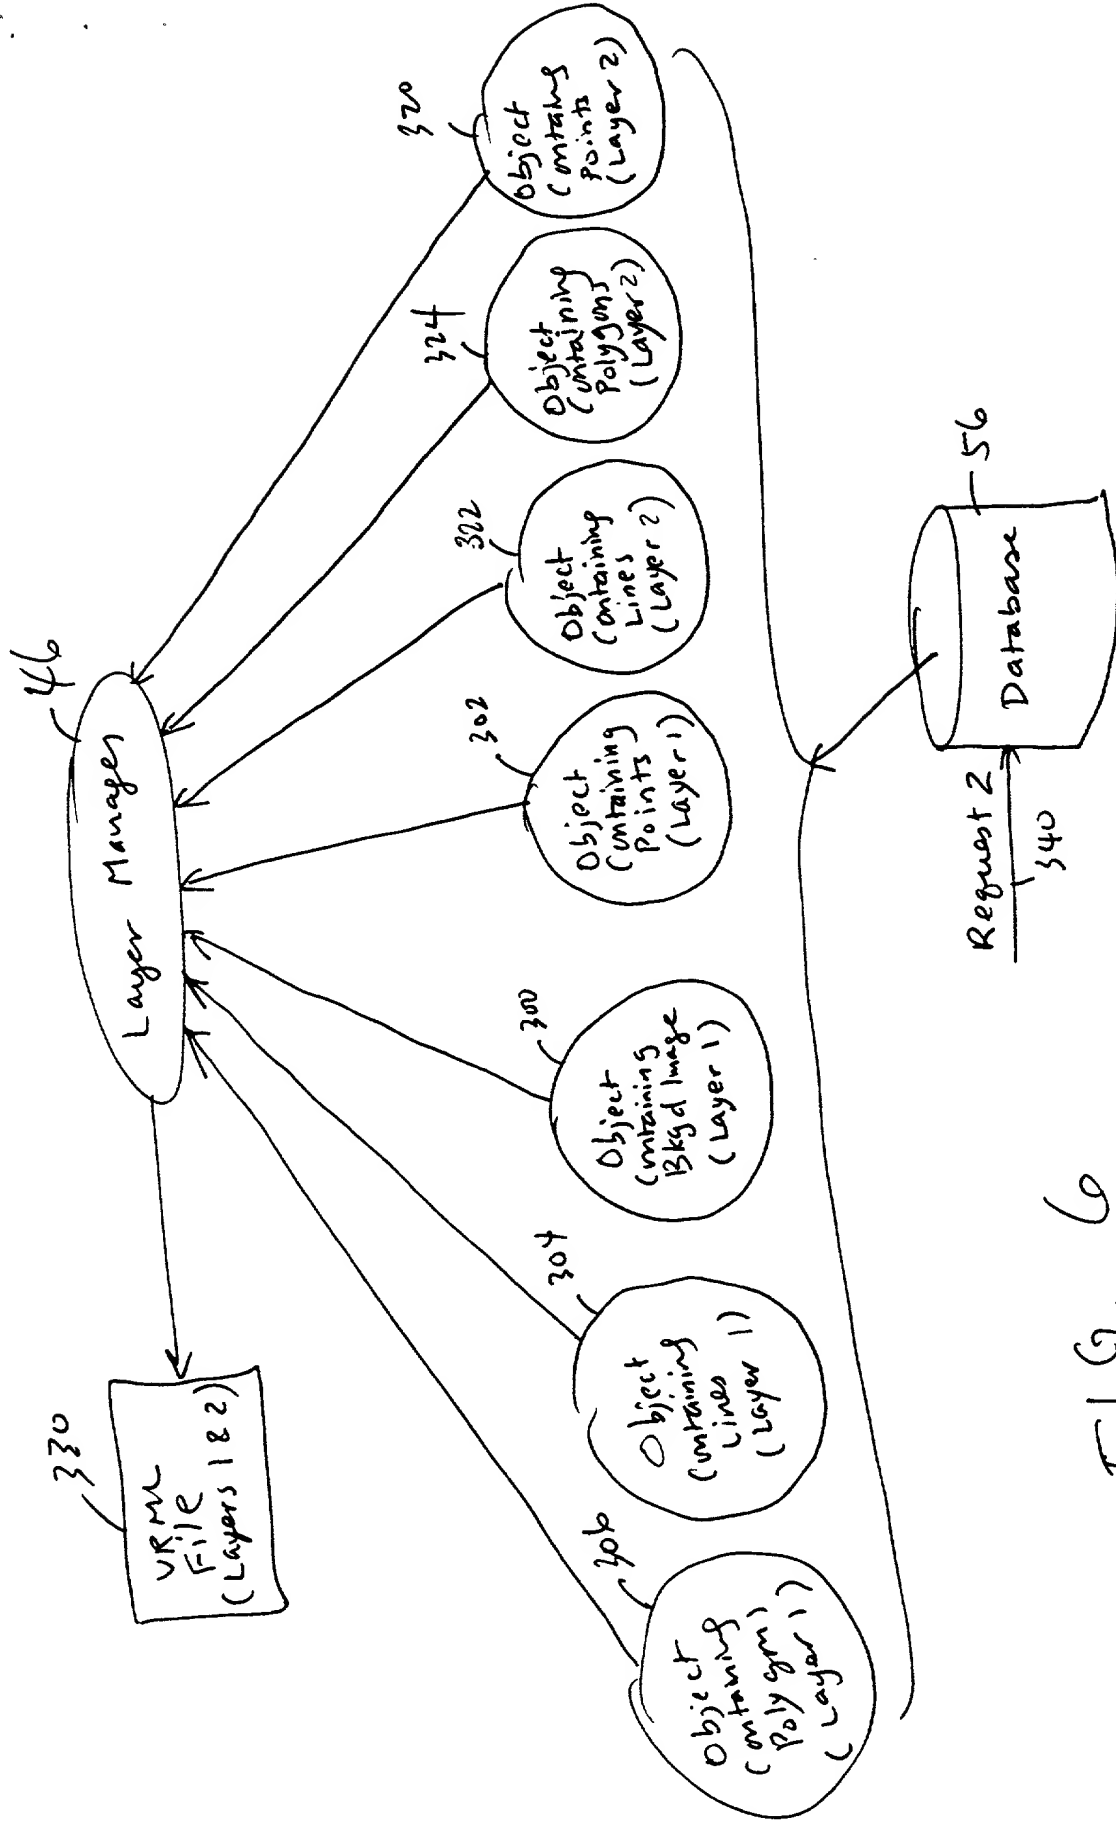 330
VRML
File
(Layers 1 & 2)
46
Layer Manager
306
Object
Containing
Polygons
(Layer 1)
304
Object
Containing
Lines
(Layer 1)
300
Object
Containing
Bkgd Image
(Layer 1)
302
Object
Containing
Points
(Layer 1)
322
Object
Containing
Lines
(Layer 2)
324
Object
Containing
Polygons
(Layer 2)
320
Object
Containing
Points
(Layer 2)
Request 2
340
Database
56
FIG. 6